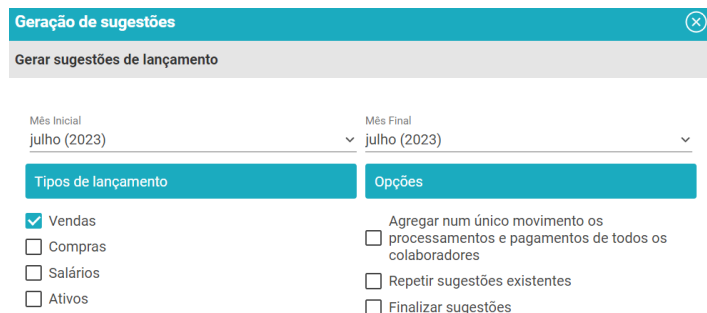 Geração de sugestões
Gerar sugestões de lançamento
Mês Inicial
julho (2023)
Mês Final
julho (2023)
Tipos de lançamento
Vendas
Compras
Salários
Ativos
Opções
Agregar num único movimento os
processamentos e pagamentos de todos os
colaboradores
Repetir sugestões existentes
Finalizar sugestões